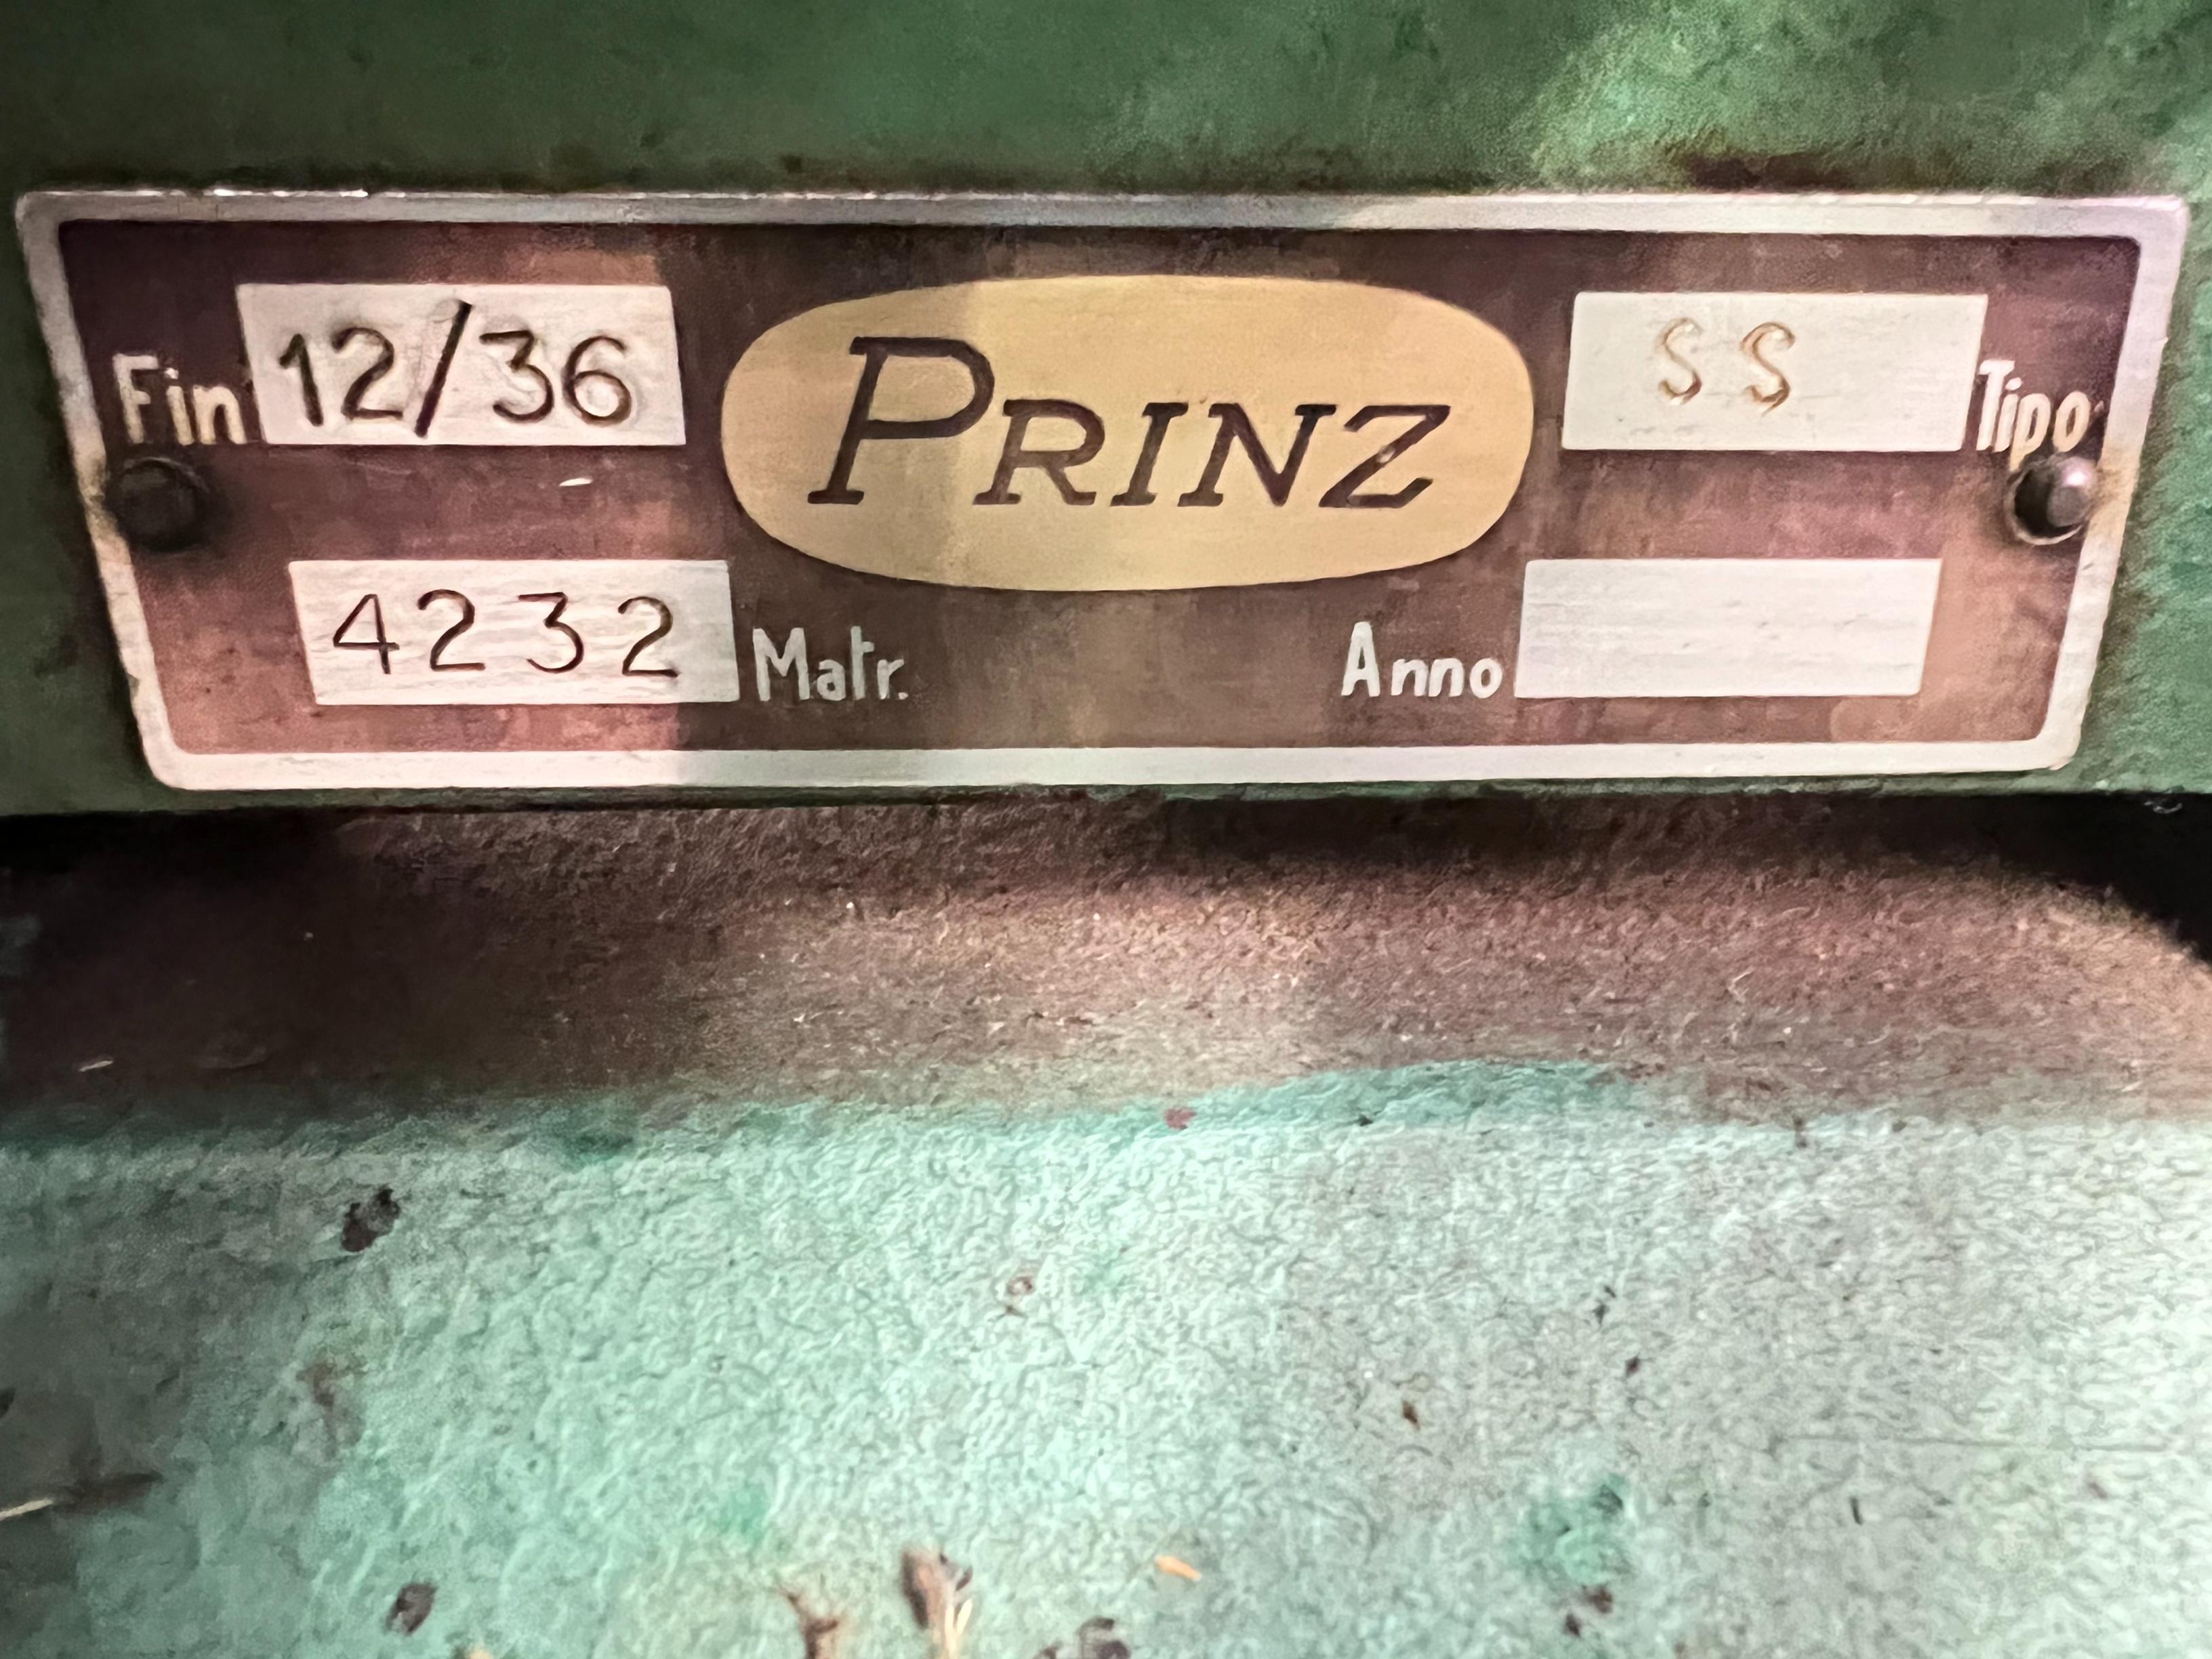 Fin' 12/36
PRINZ
SS Tipo
4232 Matr.
Anno